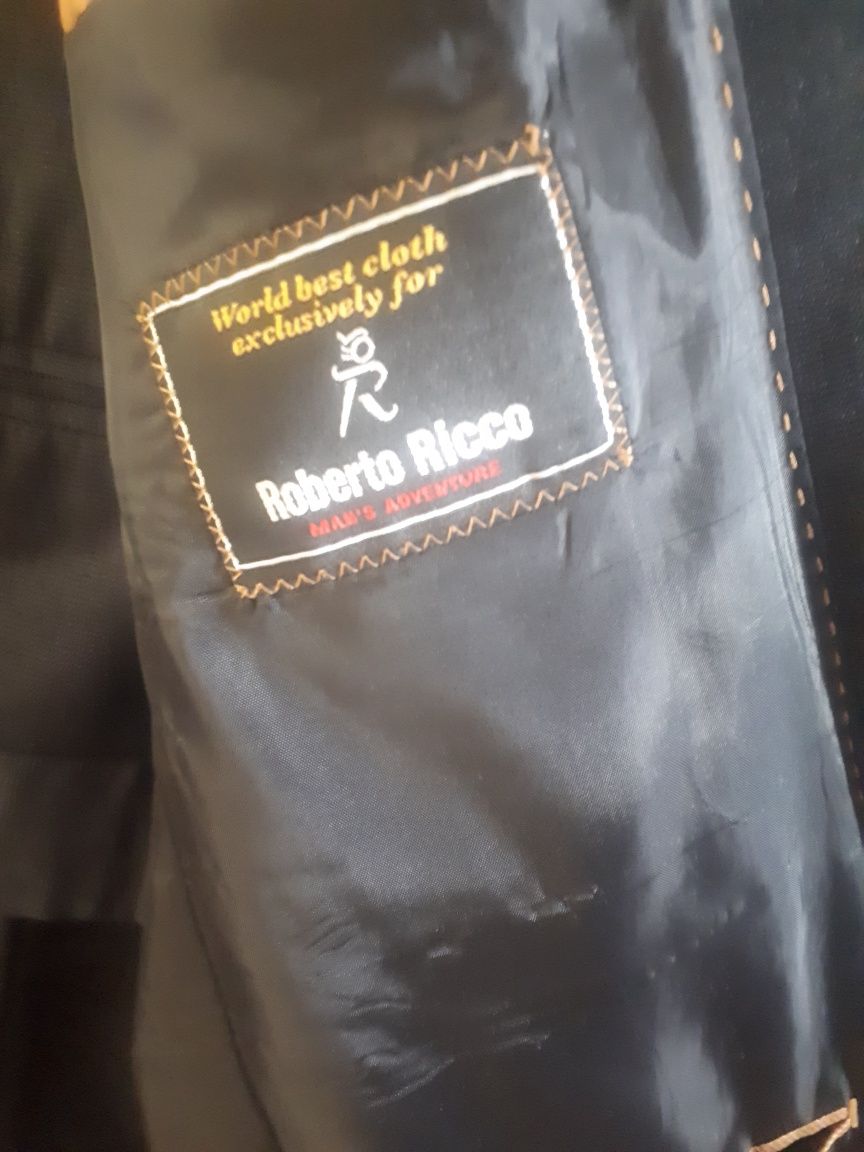 World best cloth
exclusively for
Roberto Ricco
MAN'S ADVENTURE